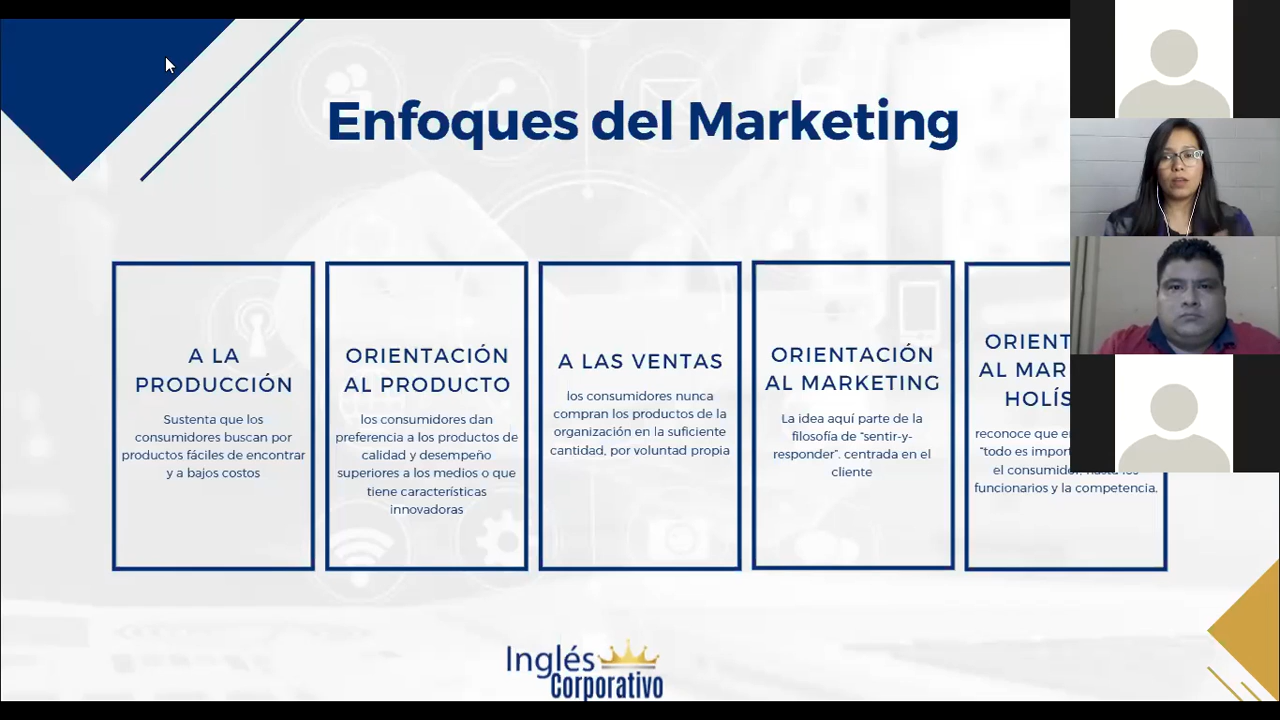 Enfoques del Marketing
A LA
PRODUCCIÓN
Sustenta que los
consumidores buscan por
productos fáciles de encontrar
y a bajos costos
ORIENTACIÓN
AL PRODUCTO
los consumidores dan
preferencia a los productos de
calidad y desempeño
superiores a los medios o que
tiene características
innovadoras
A LAS VENTAS
los consumidores nunca
compran los productos de la
organización en la suficiente
cantidad, por voluntad propia
ORIENTACIÓN
AL MARKETING
La idea aquí parte de la
filosofía de "sentir-y-
responder". centrada en el
cliente
ORIENT
AL MAR
HOLÍS
reconoce que e
"todo es import
el consumidor, hasta los
funcionarios y la competencia.
Inglés
Corporativo